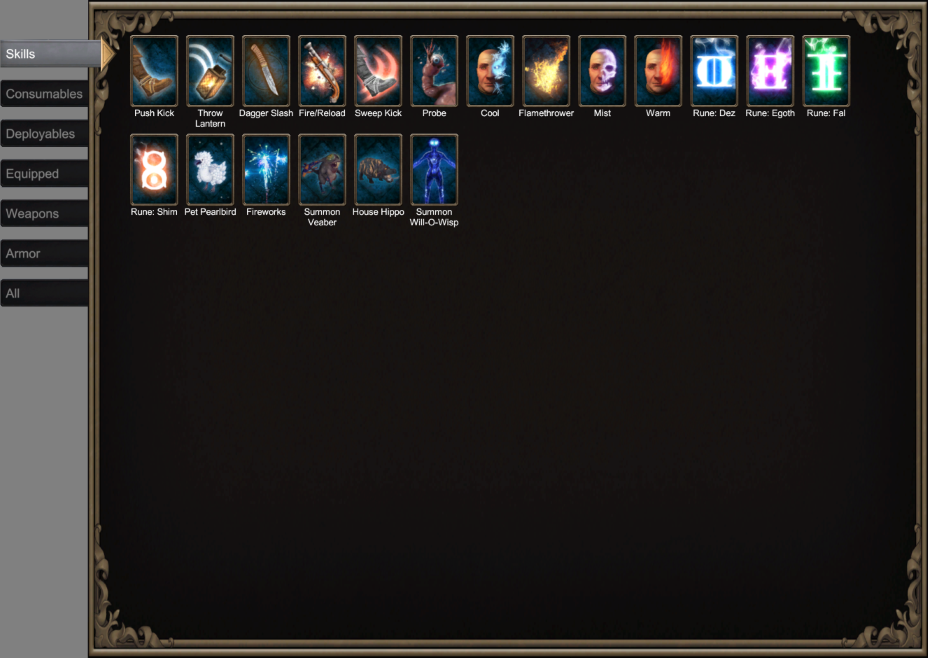 Skills
Consumables
Deployables
Equipped
Weapons
Armor
All
Push Kick
Throw
Lantern
Dagger Slash
Fire/Reload
Sweep Kick
Probe
Cool
Flamethrower
Mist
Warm
Rune: Dez
Rune: Egoth
Rune: Fal
Rune: Shim
Pet Pearlbird
Fireworks
Summon
Veaber
House Hippo
Summon
Will-O-Wisp